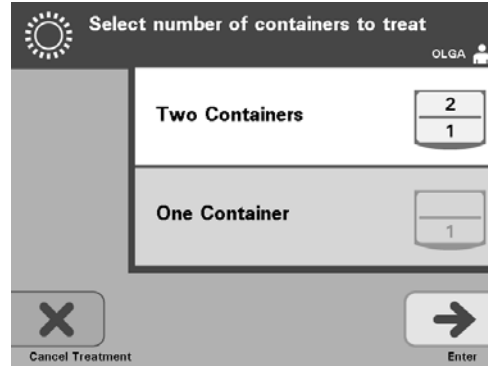 Select number of containers to treat
OLGA
Two Containers
2
1
One Container
1
Cancel Treatment
Enter